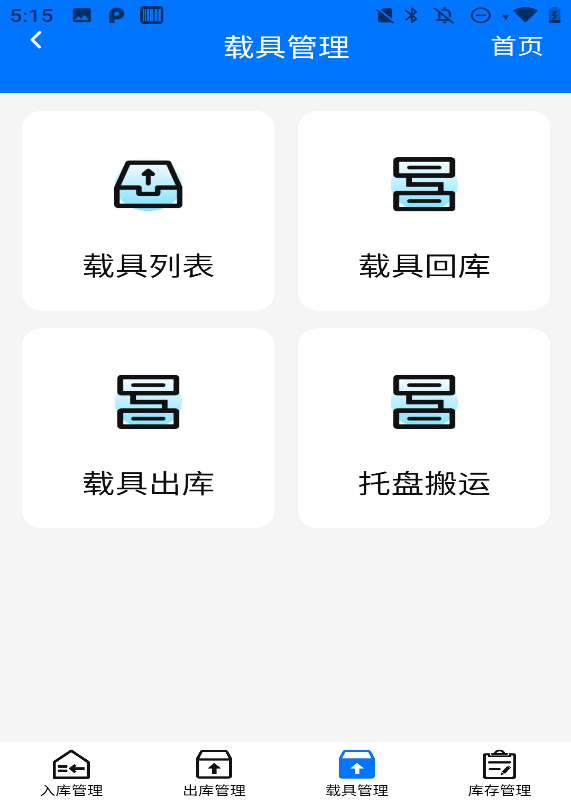 5:15
载具管理
首页
载具列表
载具回库
载具出库
托盘搬运
入库管理
出库管理
载具管理
库存管理